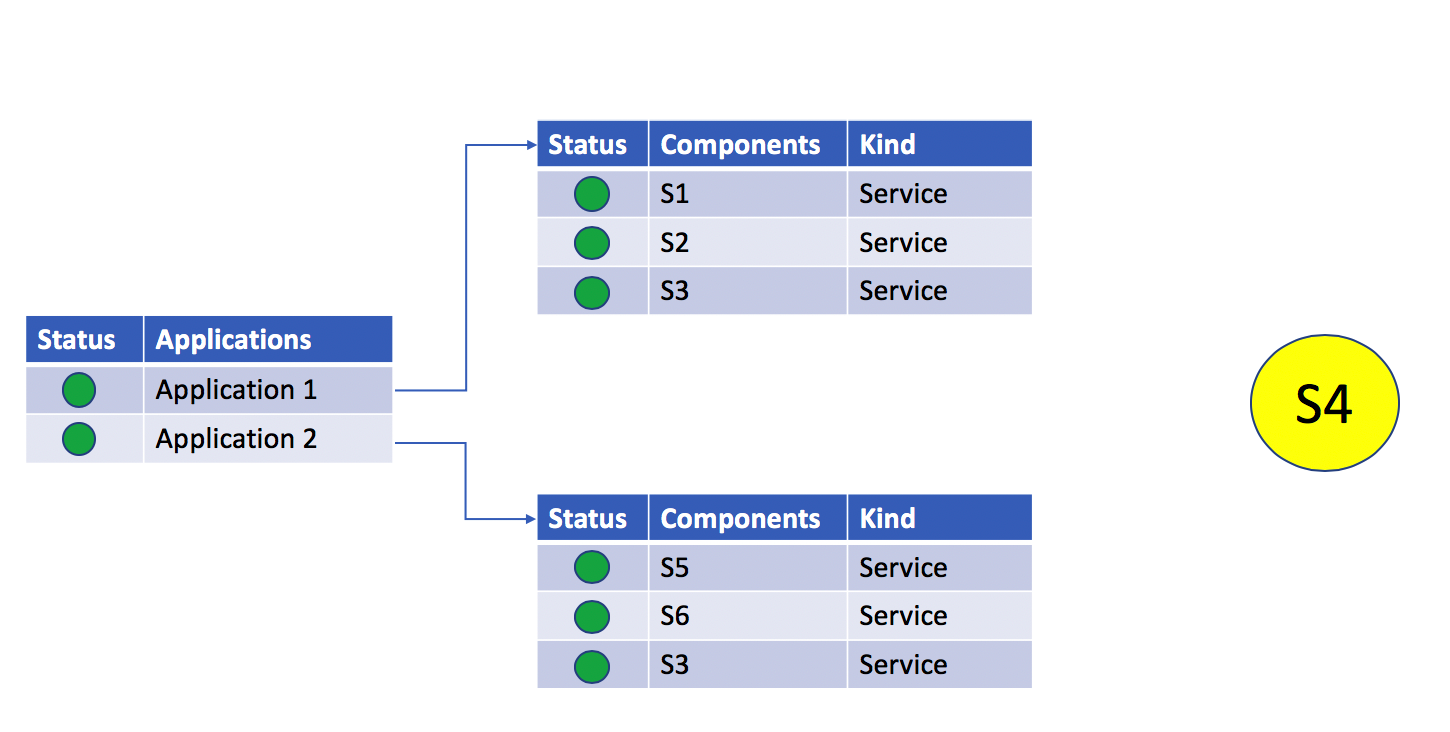 Status Components Kind
S1 Service
S2 Service
S3 Service
Status Applications
Application 1
Application 2
S4
Status Components Kind
S5 Service
S6 Service
S3 Service